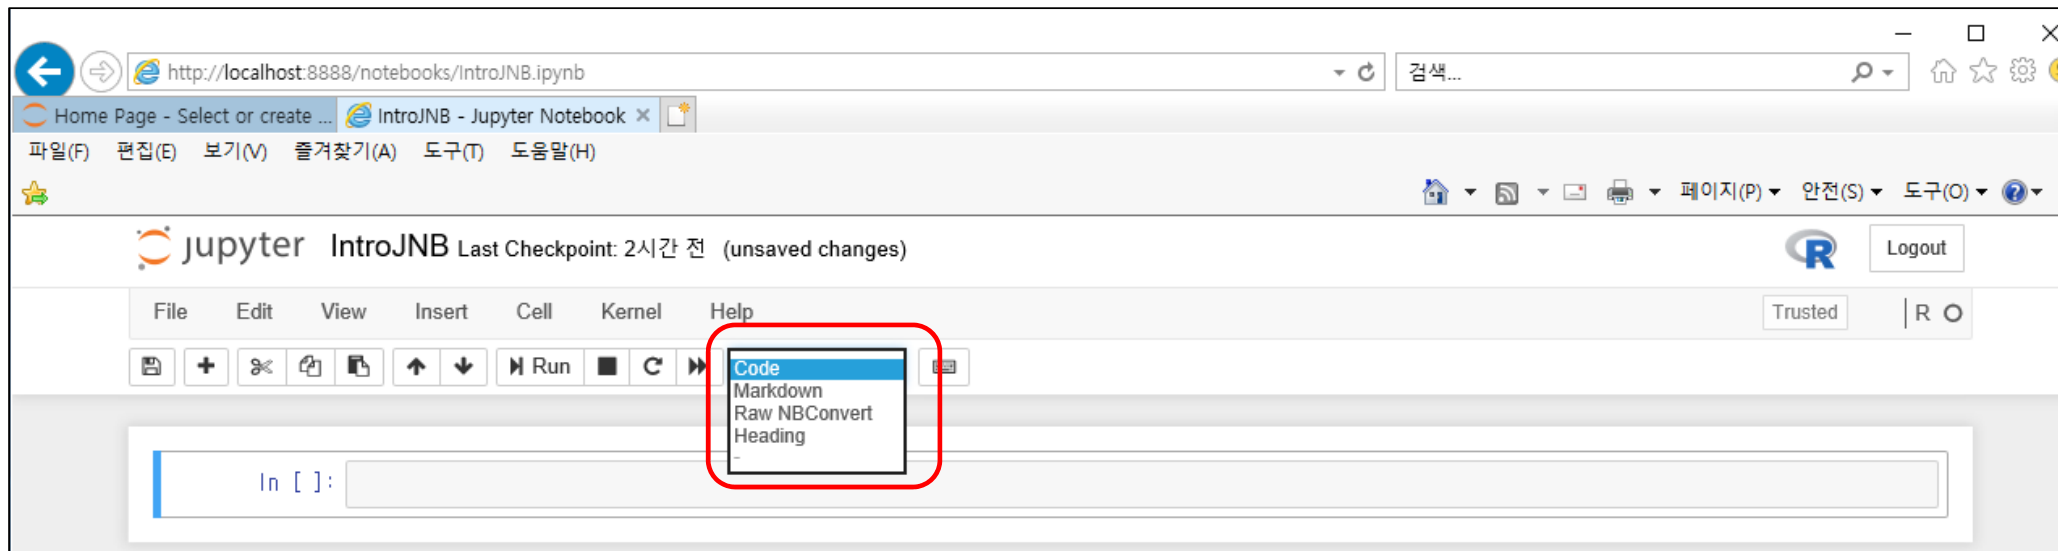 http://localhost:8888/notebooks/IntroJNB.ipynb
검색...
Home Page - Select or create ...
IntroJNB - Jupyter Notebook
파일(F) 편집(E) 보기(V) 즐겨찾기(A) 도구(T) 도움말(H)
페이지(P) 안전(S) 도구(O)
jupyter IntroJNB Last Checkpoint: 2시간 전 (unsaved changes)
R
Logout
File Edit View Insert Cell Kernel Help
Trusted
R
Run
Code
Markdown
Raw NBConvert
Heading
-
In [ ]: